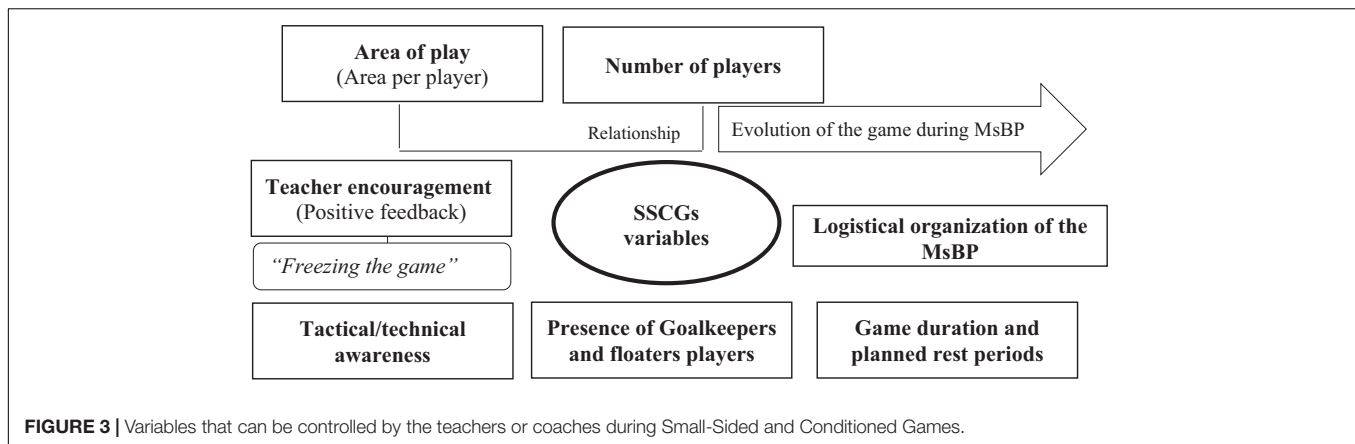 Area of play
(Area per player)
Number of players
Relationship
Evolution of the game during MsBP
Teacher encouragement
(Positive feedback)
“Freezing the game”
SSCGs
variables
Logistical organization of the
MsBP
Tactical/technical
awareness
Presence of Goalkeepers
and floaters players
Game duration and
planned rest periods
FIGURE 3 | Variables that can be controlled by the teachers or coaches during Small-Sided and Conditioned Games.